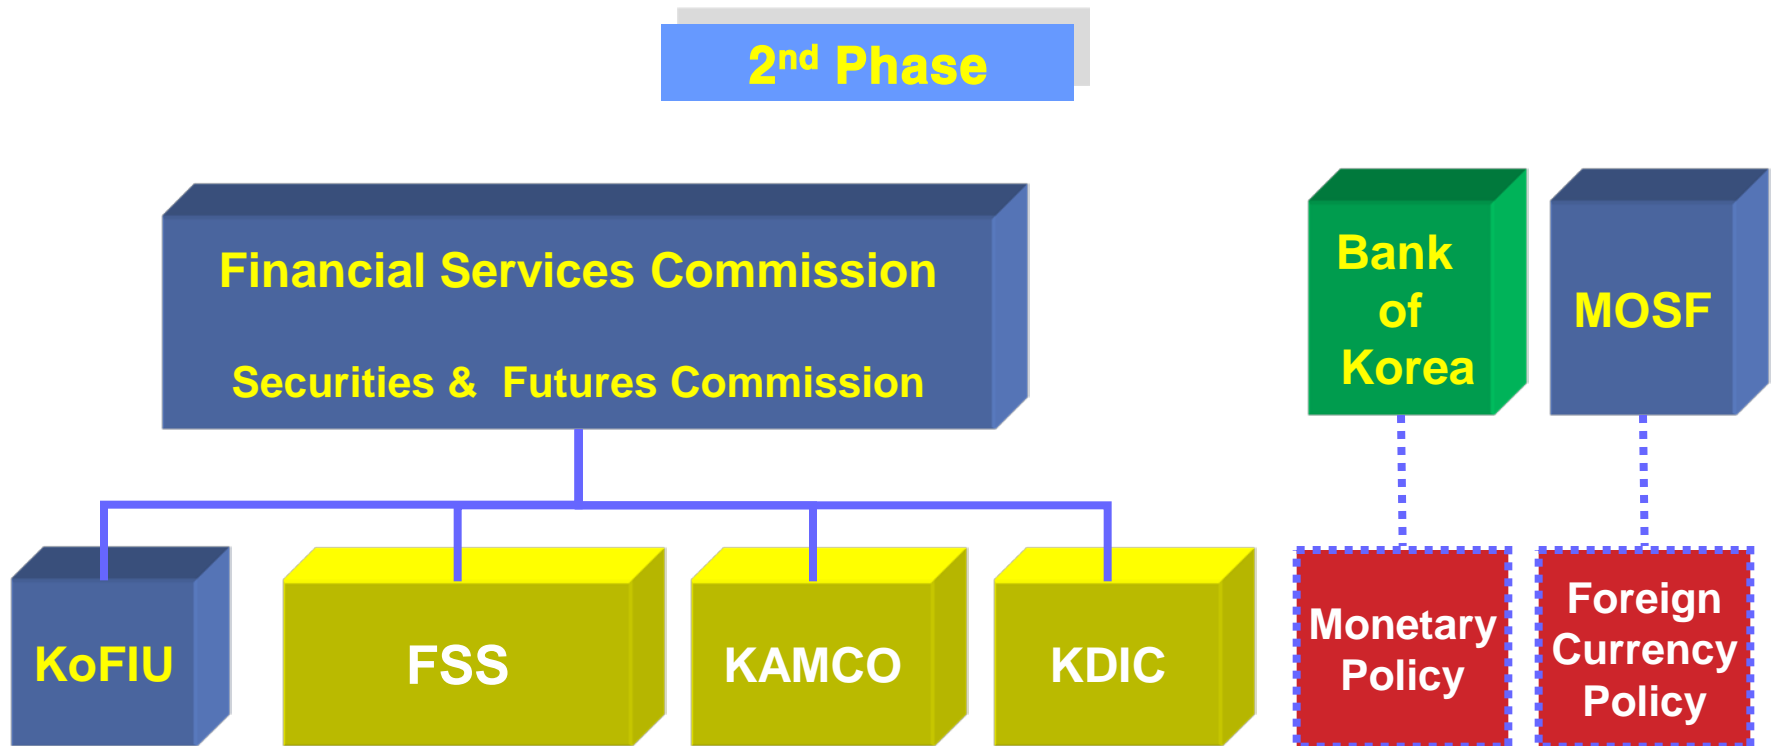 2nd Phase
Financial Services Commission
Securities & Futures Commission
Bank
of
Korea
MOSF
KoFIU
FSS
KAMCO
KDIC
Monetary
Policy
Foreign
Currency
Policy